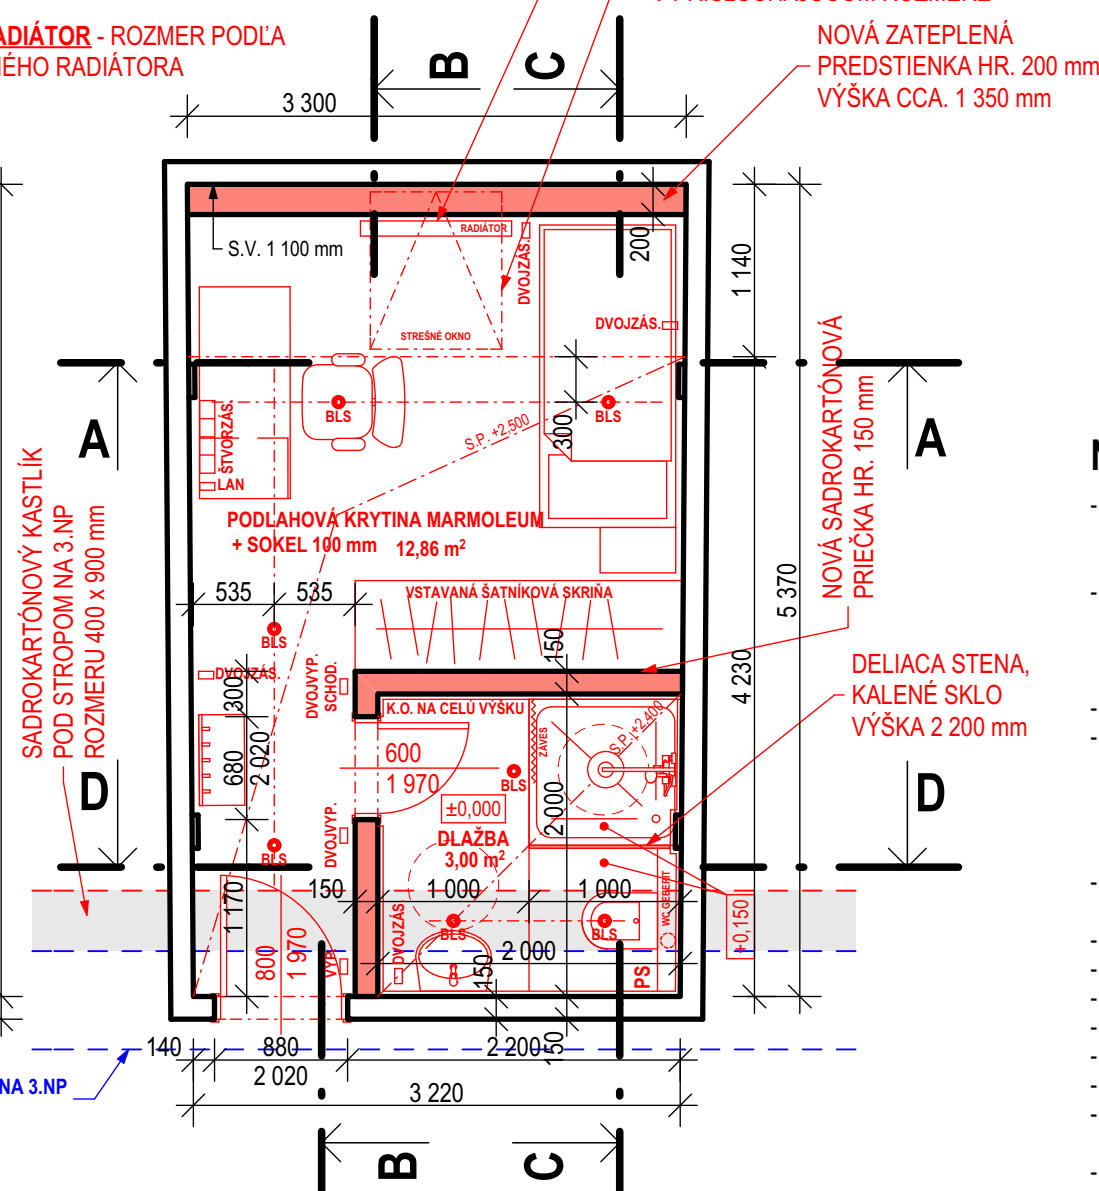 ADIÁTOR - ROZMER PODĽA
NÉHO RADIÁTORA
B
C
NOVÁ ZATEPLENÁ
PREDSTIENKA HR. 200 mm
VÝŠKA CCA. 1 350 mm
3 300
S.V. 1 100 mm
RADIÁTOR
DVOJZÁS.
200
1 140
STREŠNÉ OKNO
DVOJZÁS.
NOVÁ SADROKARTÓNOVÁ
PRIEČKA HR. 150 mm
A
A
BLS
BLS
S.P. +2,500
300
ŠTVORZÁS.
LAN
SADROKARTÓNOVÝ KASTLÍK
POD STROPOM NA 3.NP
ROZMERU 400 x 900 mm
PODLAHOVÁ KRYTINA MARMOLEUM
+ SOKEL 100 mm 12,86 m²
5 370
535
535
VSTAVANÁ ŠATNÍKOVÁ SKRIŇA
BLS
150
DVOJZÁS.
300
DVOJVYP.
SCHOD.
4 230
DELIACA STENA,
KALENÉ SKLO
VÝŠKA 2 200 mm
K.O. NA CELÚ VÝŠKU
ZÁVES
S.P. +2,400
600
1 970
BLS
680
2 020
D
D
±0,000
2 000
DLAŽBA
3,00 m²
DVOJVYP.
BLS
150
1 000
1 000
1 170
WC GEBERIT
+0,150
DVOJZÁS
BLS
BLS
800
1 970
VYP.
2 000
150
PS
140
880
2 200
150
2 020
NA 3.NP
3 220
B
C